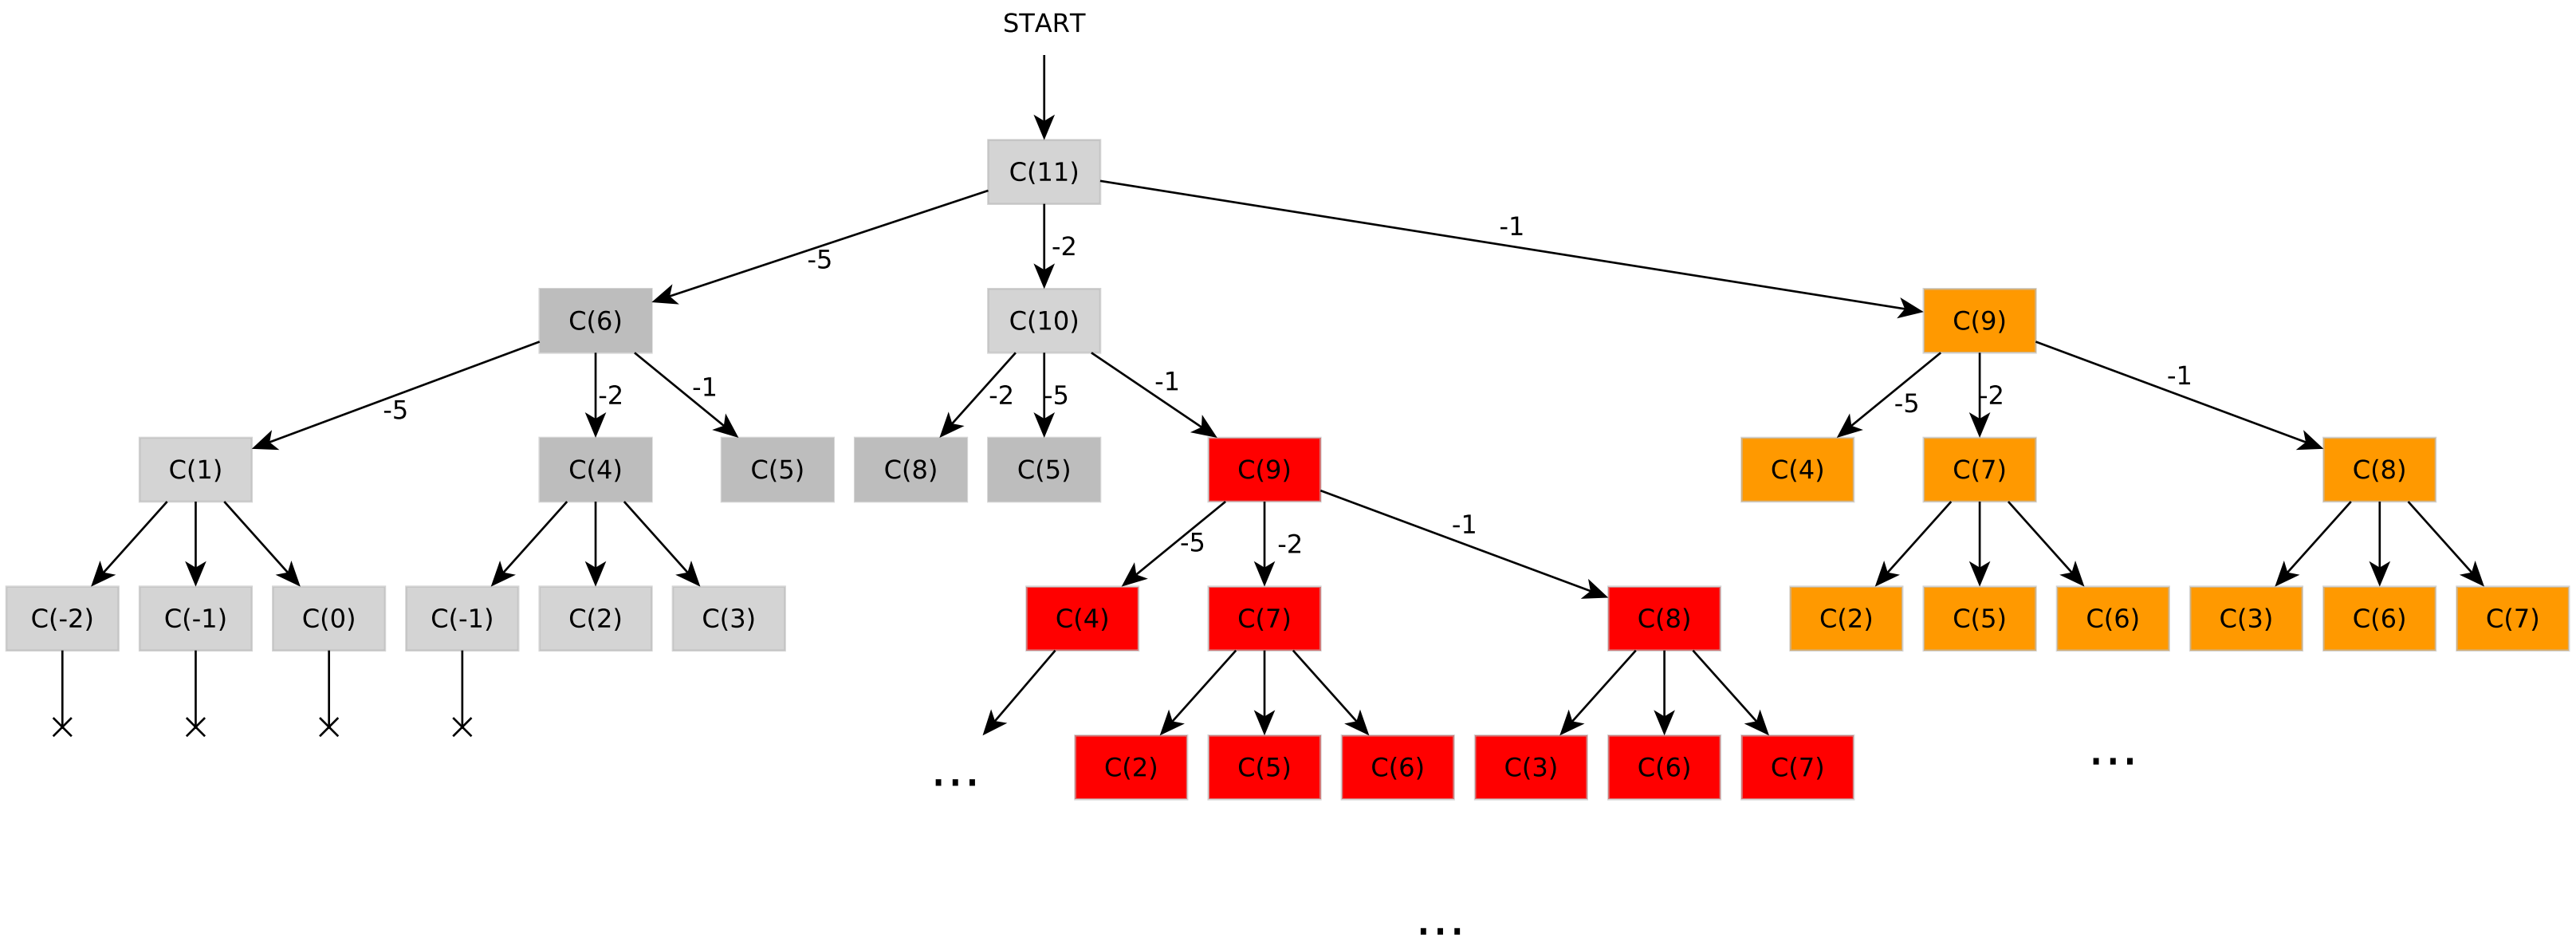 START
C(11)
-5
-2
-1
C(6)
C(10)
C(9)
-5
-2
-1
-2
-5
-1
-5
-2
-1
C(1)
C(4)
C(5)
C(8)
C(5)
C(9)
C(4)
C(7)
C(8)
-5
-2
-1
C(-2)
C(-1)
C(0)
C(-1)
C(2)
C(3)
C(4)
C(7)
C(8)
C(2)
C(5)
C(6)
C(3)
C(6)
C(7)
...
C(2)
C(5)
C(6)
C(3)
C(6)
C(7)
...
...